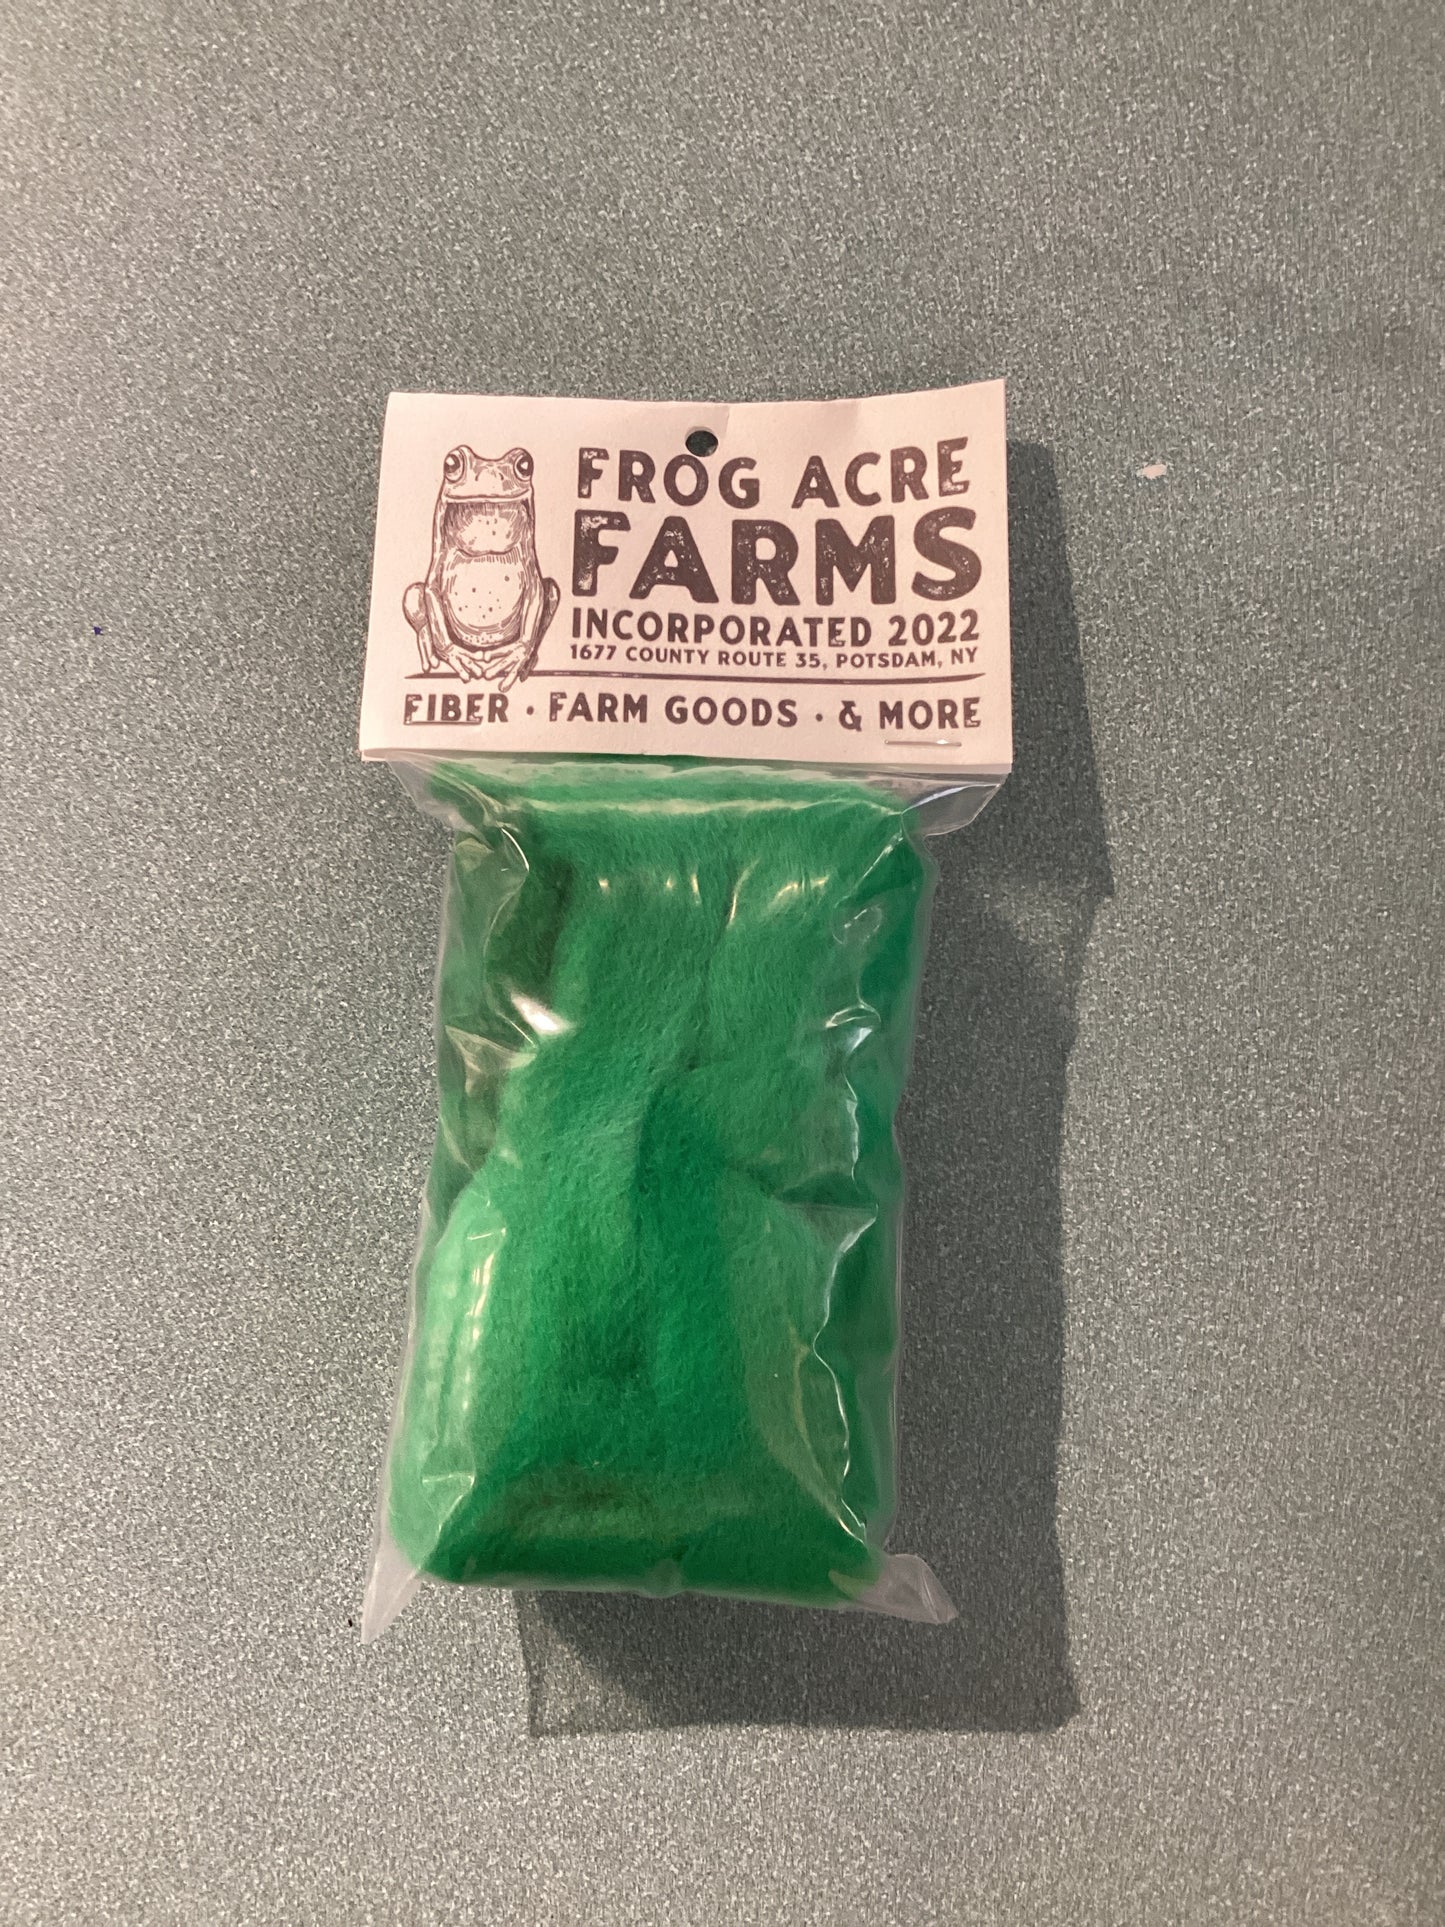 FROG ACRE
FARMS
INCORPORATED 2022
1677 COUNTY ROUTE 35, POTSDAM, NY
FIBER · FARM GOODS · & MORE